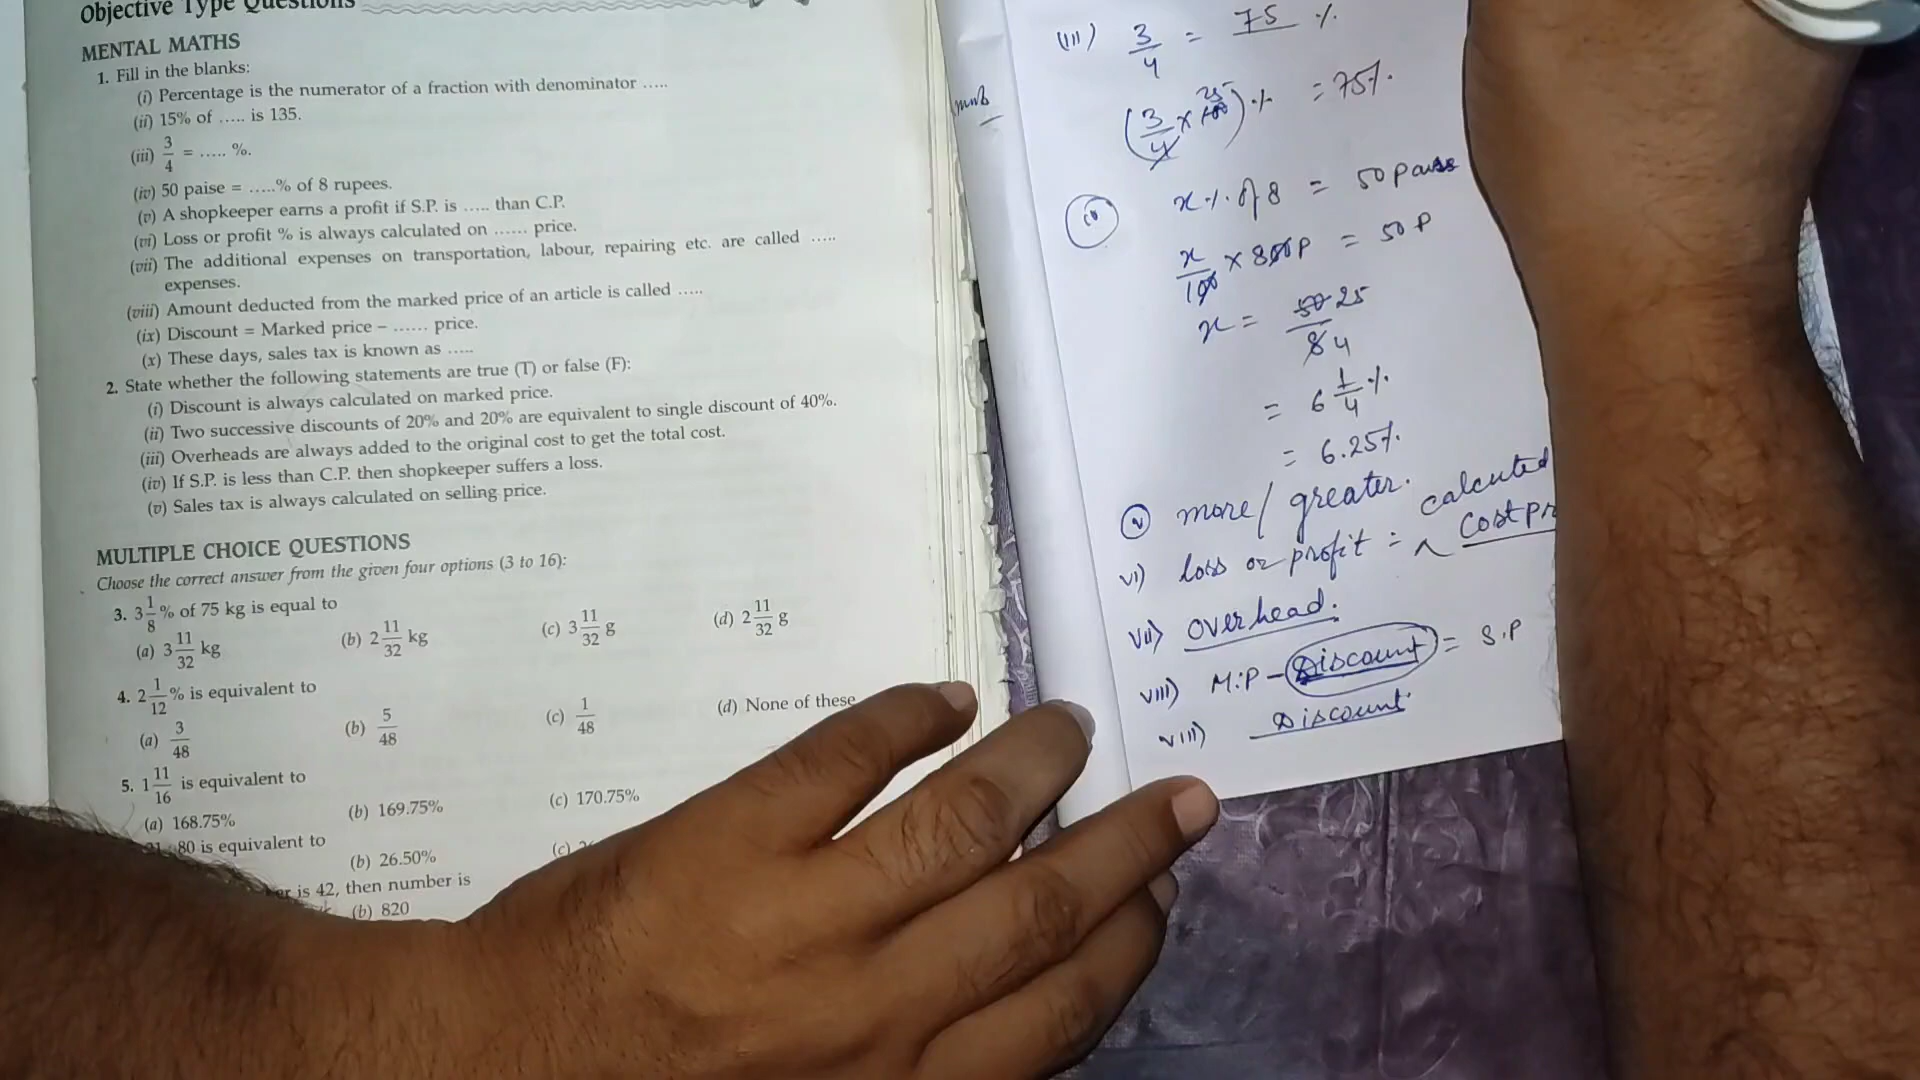 Objective Type Questions
MENTAL MATHS
1. Fill in the blanks:
(i) Percentage is the numerator of a fraction with denominator .....
(ii) 15% of ..... is 135.
(iii) 3/4 = ..... %.
(iv) 50 paise = .....% of 8 rupees.
(v) A shopkeeper earns a profit if S.P. is ..... than C.P.
(vi) Loss or profit % is always calculated on ...... price.
(vii) The additional expenses on transportation, labour, repairing etc. are called .....
expenses.
(viii) Amount deducted from the marked price of an article is called .....
(ix) Discount = Marked price – ...... price.
(x) These days, sales tax is known as .....
2. State whether the following statements are true (T) or false (F):
(i) Discount is always calculated on marked price.
(ii) Two successive discounts of 20% and 20% are equivalent to single discount of 40%.
(iii) Overheads are always added to the original cost to get the total cost.
(iv) If S.P. is less than C.P. then shopkeeper suffers a loss.
(v) Sales tax is always calculated on selling price.
MULTIPLE CHOICE QUESTIONS
Choose the correct answer from the given four options (3 to 16):
3. 3 1/8 % of 75 kg is equal to
(a) 3 11/32 kg (b) 2 11/32 kg (c) 3 11/32 g (d) 2 11/32 g
4. 2 1/12 % is equivalent to
(a) 3/48 (b) 5/48 (c) 1/48 (d) None of these
5. 1 11/16 is equivalent to
(a) 168.75% (b) 169.75% (c) 170.75%
80 is equivalent to
(b) 26.50% (c)
is 42, then number is
(b) 820
(III) 3/4 = 75 %
(3/4 × 100 25) % = 75%.
x % of 8 = 50 paise
x/100 × 800P = 50 P
x = 50 25 / 8 4
= 6 1/4 %
= 6.25%.
(v) more/ greater.
vi) loss or profit = calcuted
^ cost pr
vii) overhead.
viii) M.P - Discount = S.P
viii) Discount